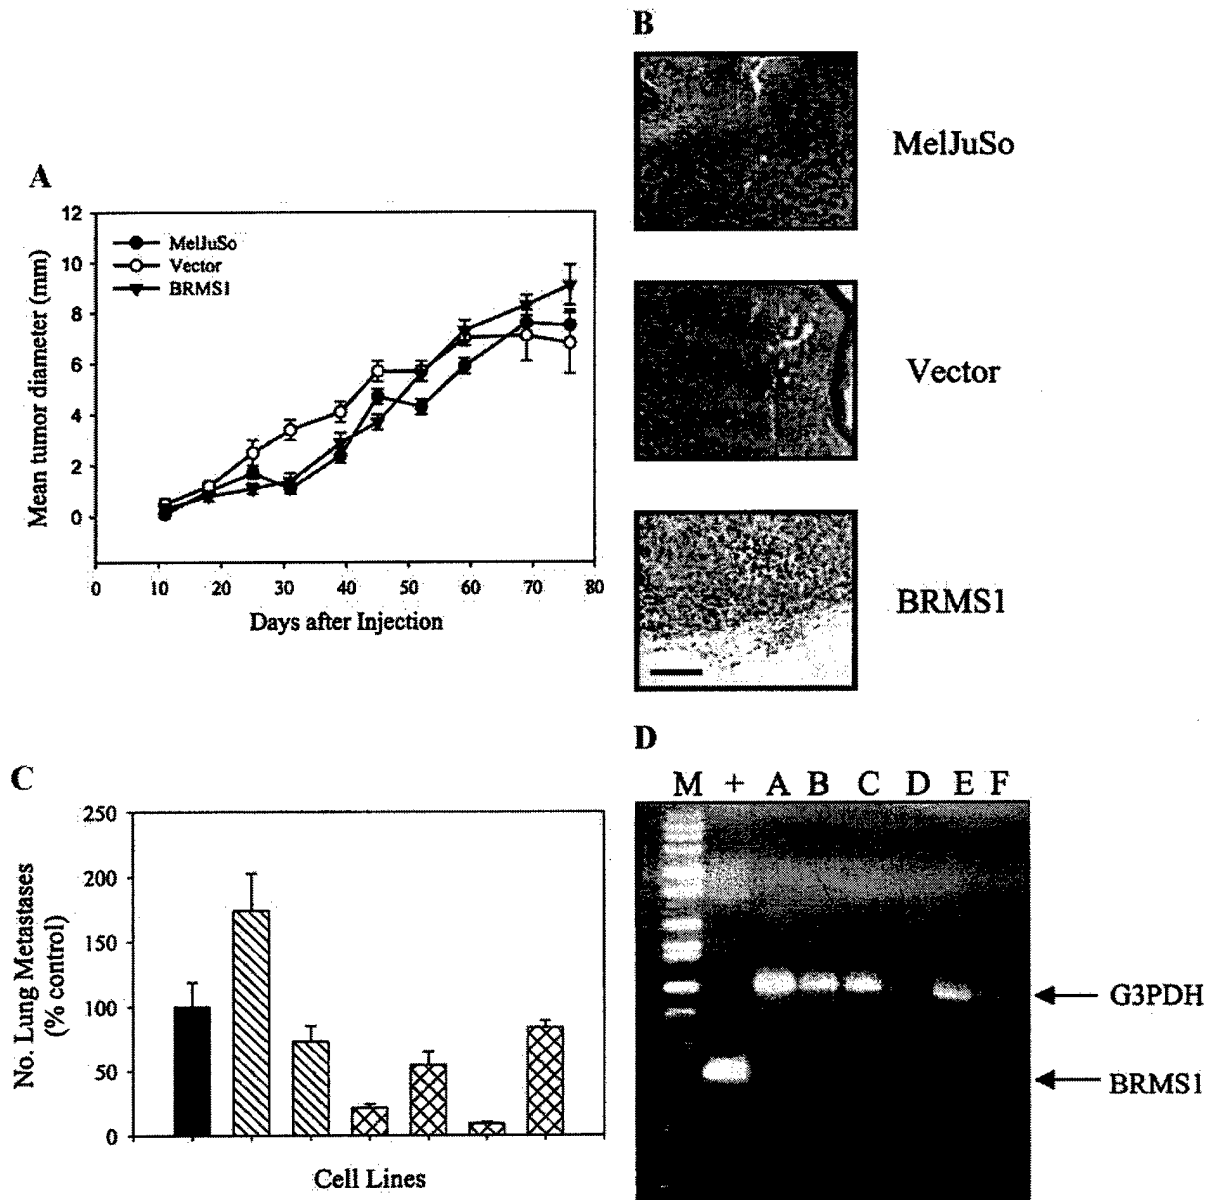 A
12
10
8
6
4
2
0
Mean tumor diameter (mm)
MelJuSo
Vector
BRMS1
0 10 20 30 40 50 60 70 80
Days after Injection
B
MelJuSo
Vector
BRMS1
C
250
200
150
100
50
0
No. Lung Metastases
(% control)
Cell Lines
D
M + A B C D E F
G3PDH
BRMS1